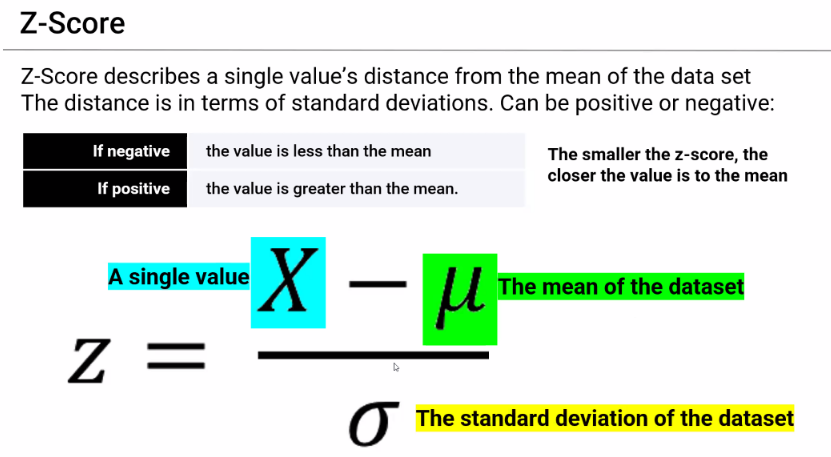 Z-Score
Z-Score describes a single value's distance from the mean of the data set
The distance is in terms of standard deviations. Can be positive or negative:
If negative the value is less than the mean
If positive the value is greater than the mean.
The smaller the z-score, the
closer the value is to the mean
A single value X − μ The mean of the dataset
z =
σ The standard deviation of the dataset